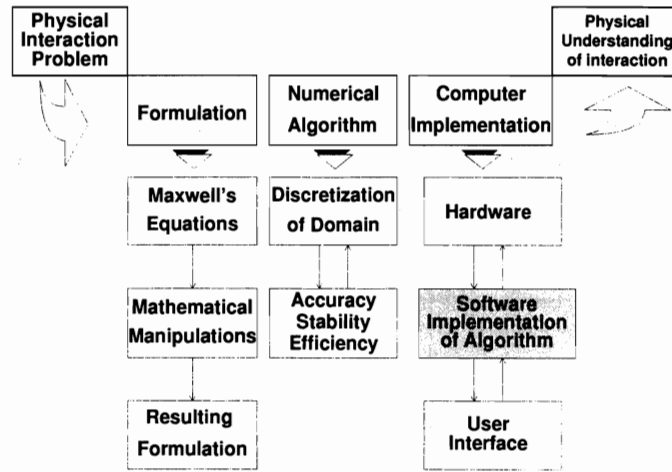 Physical
Interaction
Problem
Physical
Understanding
of interaction
Formulation
Numerical
Algorithm
Computer
Implementation
Maxwell's
Equations
Discretization
of Domain
Hardware
Mathematical
Manipulations
Accuracy
Stability
Efficiency
Software
Implementation
of Algorithm
Resulting
Formulation
User
Interface